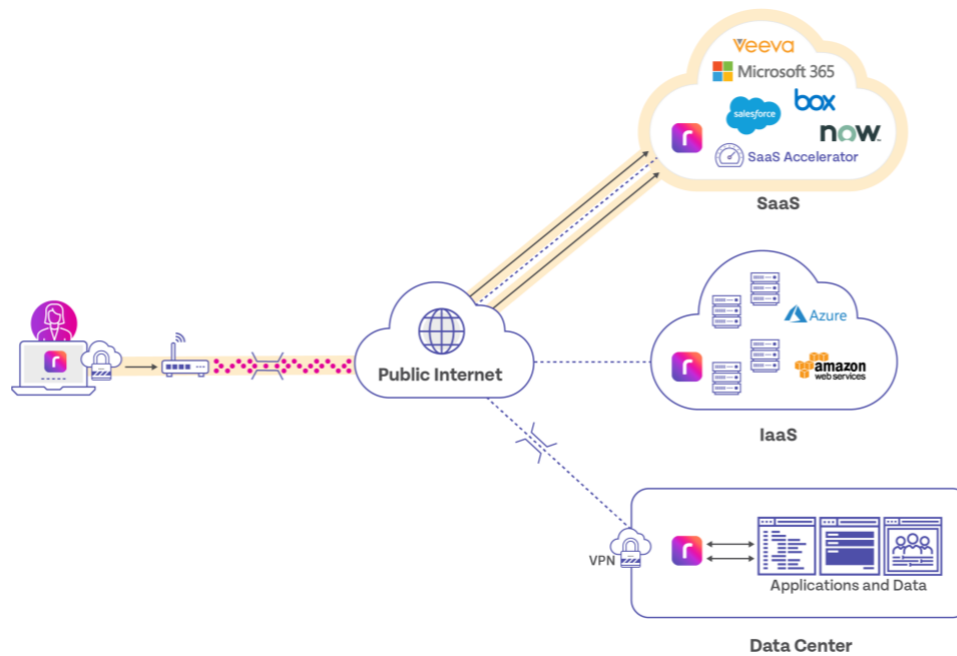 veeva
Microsoft 365
salesforce
box
now
SaaS Accelerator
SaaS
Azure
amazon
web services
IaaS
Public Internet
VPN
Applications and Data
Data Center